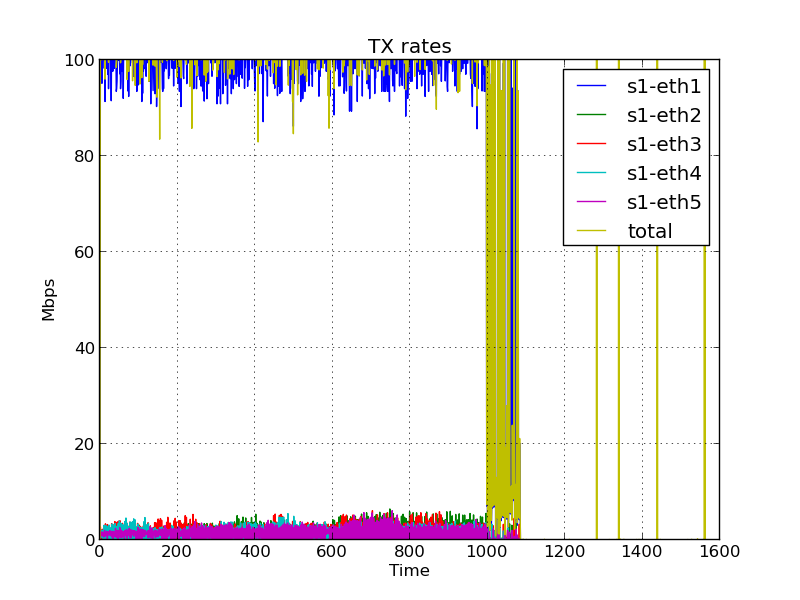 TX rates
100
80
60
40
20
0
Mbps
s1-eth1
s1-eth2
s1-eth3
s1-eth4
s1-eth5
total
0 200 400 600 800 1000 1200 1400 1600
Time